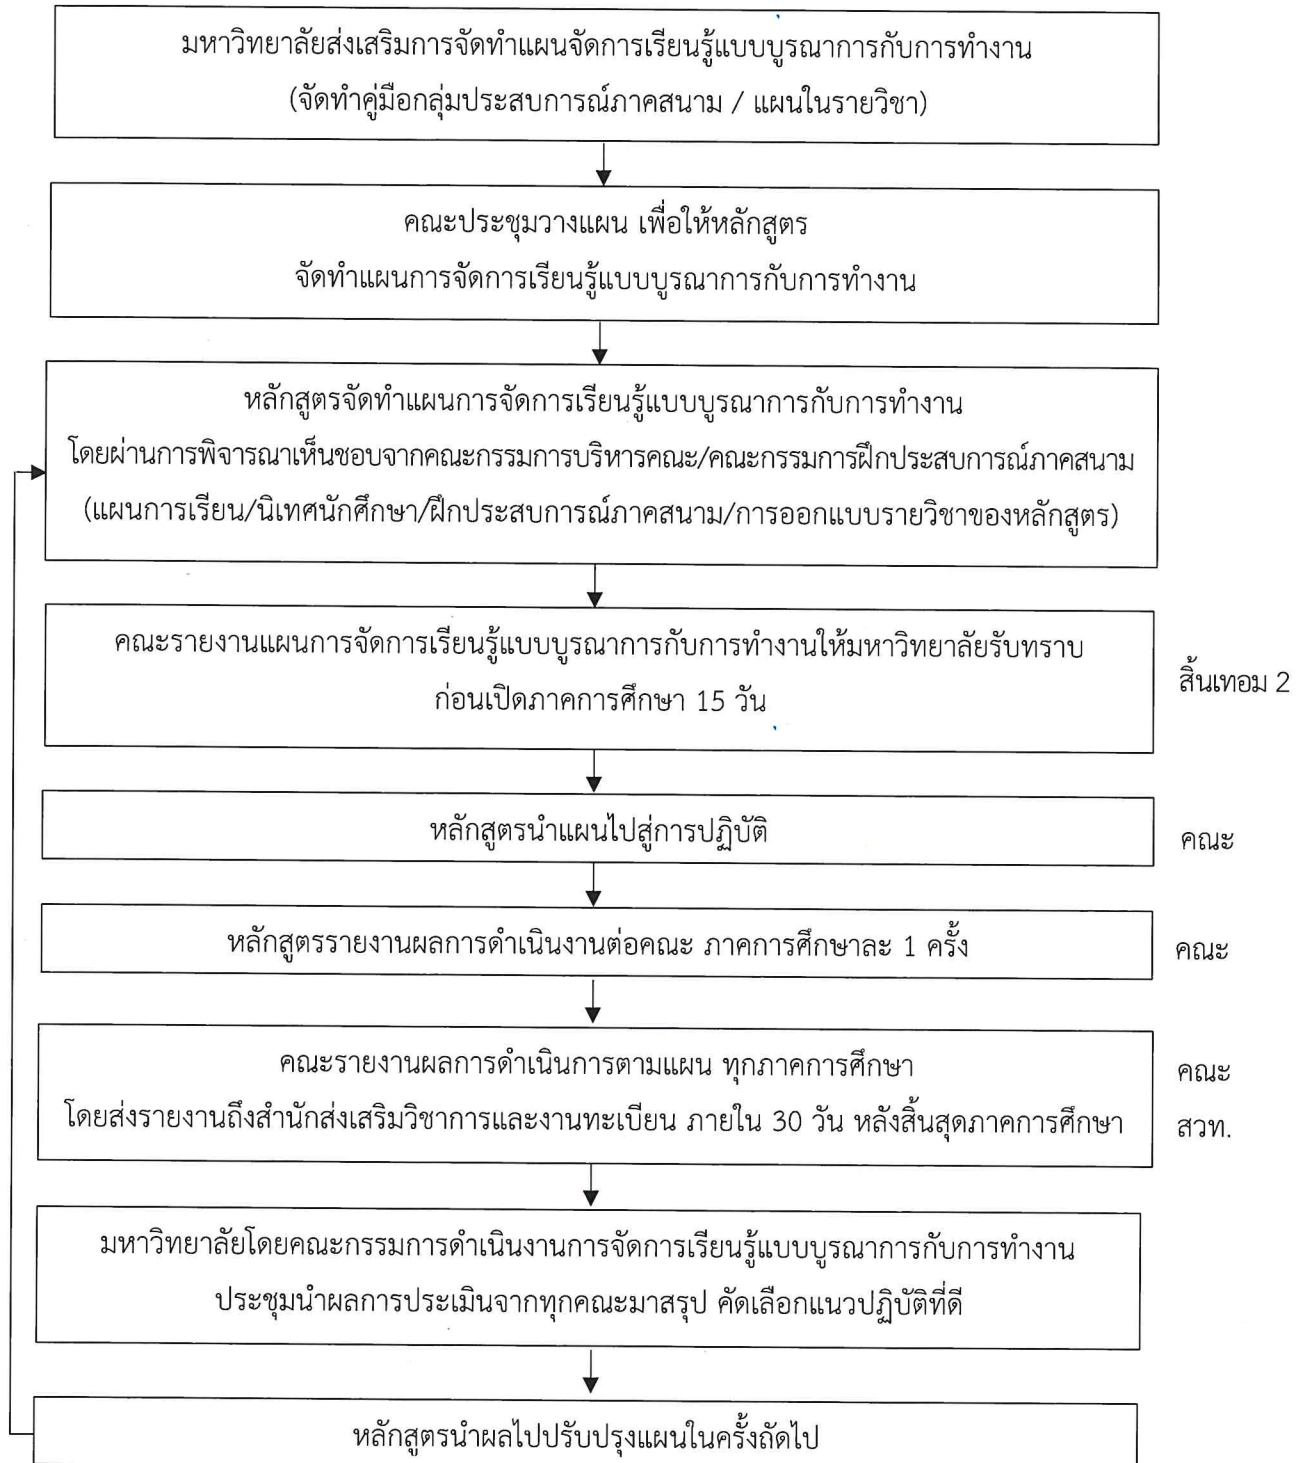 มหาวิทยาลัยส่งเสริมการจัดทำแผนจัดการเรียนรู้แบบบูรณาการกับการทำงาน
(จัดทำคู่มือกลุ่มประสบการณ์ภาคสนาม / แผนในรายวิชา)
คณะประชุมวางแผน เพื่อให้หลักสูตร
จัดทำแผนการจัดการเรียนรู้แบบบูรณาการกับการทำงาน
หลักสูตรจัดทำแผนการจัดการเรียนรู้แบบบูรณาการกับการทำงาน
โดยผ่านการพิจารณาเห็นชอบจากคณะกรรมการบริหารคณะ/คณะกรรมการฝึกประสบการณ์ภาคสนาม
(แผนการเรียน/นิเทศนักศึกษา/ฝึกประสบการณ์ภาคสนาม/การออกแบบรายวิชาของหลักสูตร)
คณะรายงานแผนการจัดการเรียนรู้แบบบูรณาการกับการทำงานให้มหาวิทยาลัยรับทราบ
ก่อนเปิดภาคการศึกษา 15 วัน
สิ้นเทอม 2
หลักสูตรนำแผนไปสู่การปฏิบัติ
คณะ
หลักสูตรรายงานผลการดำเนินงานต่อคณะ ภาคการศึกษาละ 1 ครั้ง
คณะ
คณะรายงานผลการดำเนินการตามแผน ทุกภาคการศึกษา
คณะ
โดยส่งรายงานถึงสำนักส่งเสริมวิชาการและงานทะเบียน ภายใน 30 วัน หลังสิ้นสุดภาคการศึกษา
สวท.
มหาวิทยาลัยโดยคณะกรรมการดำเนินงานการจัดการเรียนรู้แบบบูรณาการกับการทำงาน
ประชุมนำผลการประเมินจากทุกคณะมาสรุป คัดเลือกแนวปฏิบัติที่ดี
หลักสูตรนำผลไปปรับปรุงแผนในครั้งถัดไป